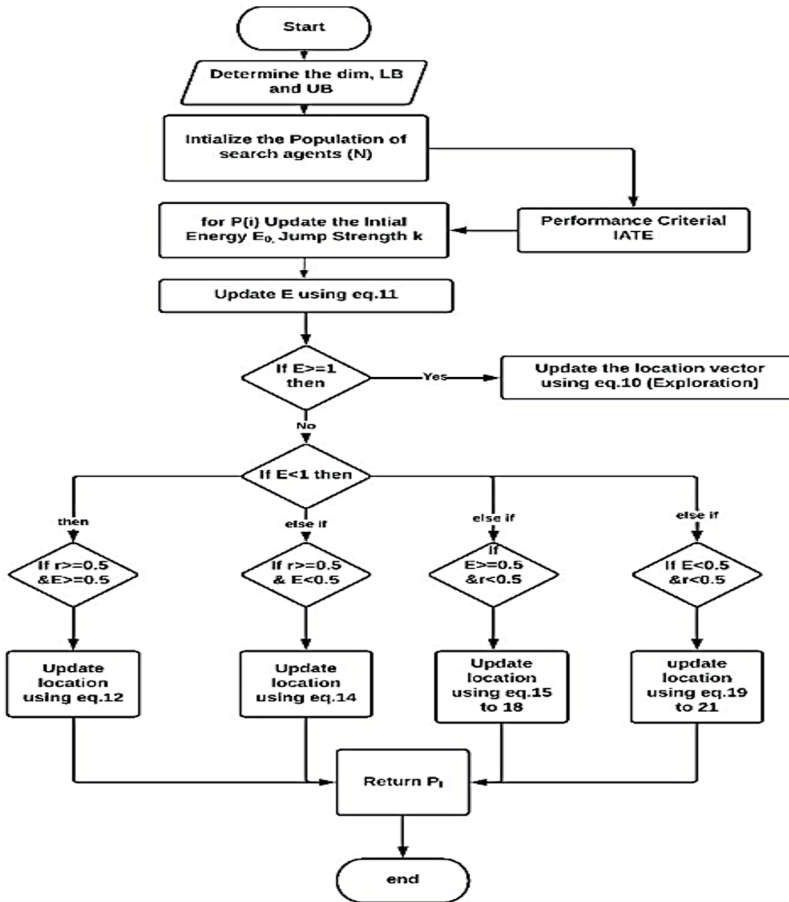 Start
Determine the dim, LB
and UB
Intialize the Population of
search agents (N)
Performance Criterial
IATE
for P(i) Update the Intial
Energy E₀, Jump Strength k
Update E using eq.11
If E>=1
then
Yes
Update the location vector
using eq.10 (Exploration)
No
If E<1 then
then
else if
else if
else if
If r>=0.5
&E>=0.5
If r>=0.5
& E<0.5
If
E>=0.5
&r<0.5
If E<0.5
&r<0.5
Update
location
using eq.12
Update
location
using eq.14
Update
location
using eq.15
to 18
update
location
using eq.19
to 21
Return Pᵢ
end